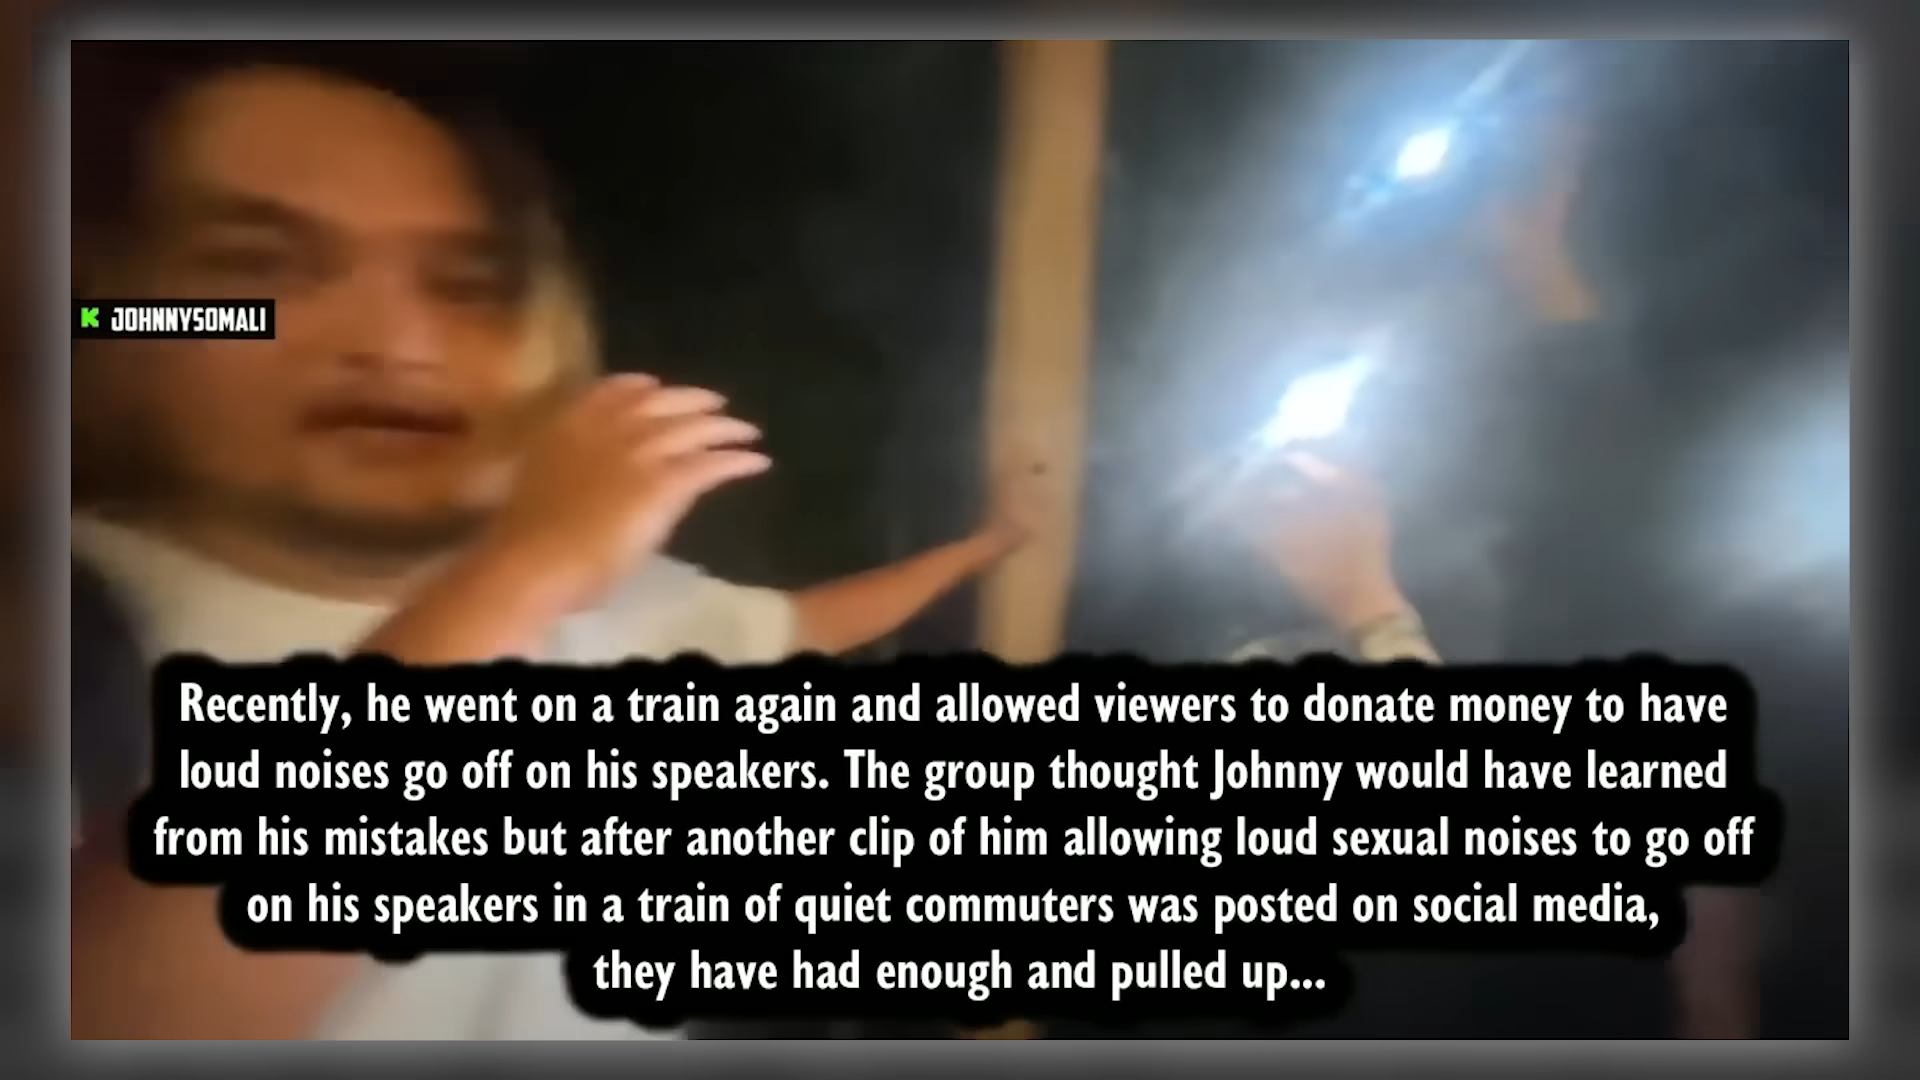 K JOHNNYSOMALI
Recently, he went on a train again and allowed viewers to donate money to have
loud noises go off on his speakers. The group thought Johnny would have learned
from his mistakes but after another clip of him allowing loud sexual noises to go off
on his speakers in a train of quiet commuters was posted on social media,
they have had enough and pulled up...